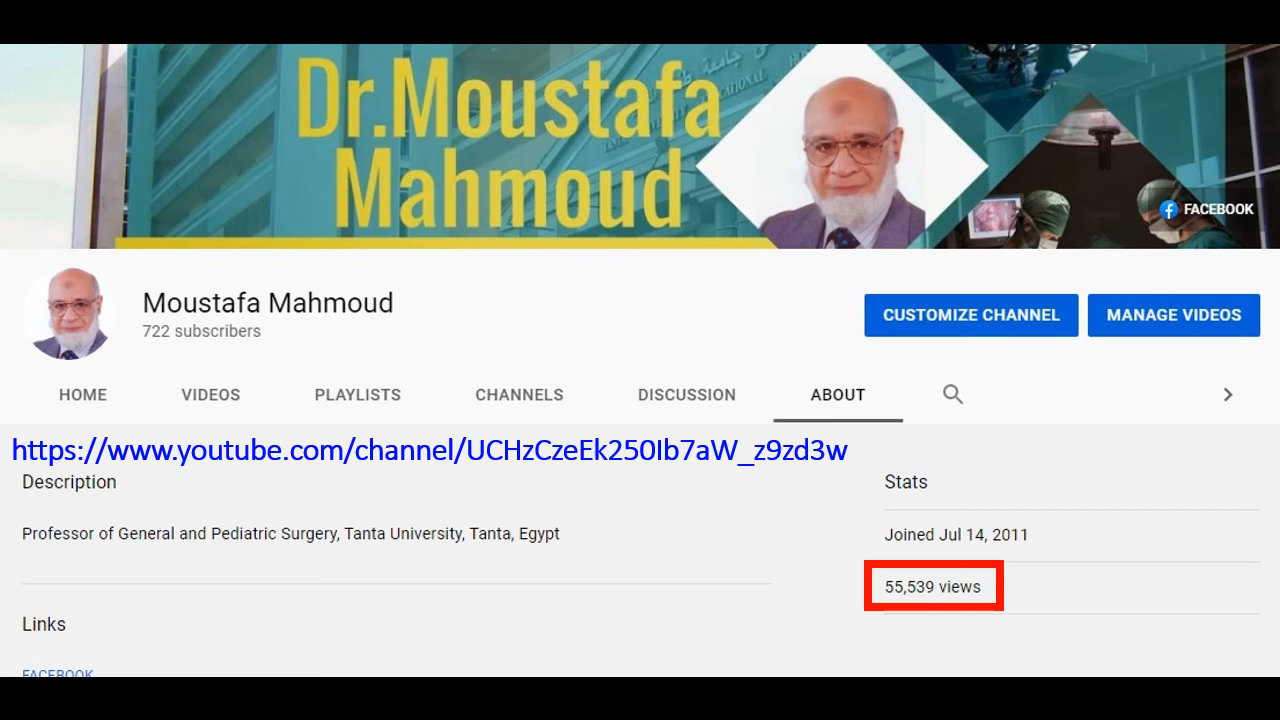 Dr.Moustafa
Mahmoud
FACEBOOK
Moustafa Mahmoud
722 subscribers
CUSTOMIZE CHANNEL
MANAGE VIDEOS
HOME
VIDEOS
PLAYLISTS
CHANNELS
DISCUSSION
ABOUT
https://www.youtube.com/channel/UCHzCzeEk250Ib7aW_z9zd3w
Description
Professor of General and Pediatric Surgery, Tanta University, Tanta, Egypt
Links
FACEBOOK
Stats
Joined Jul 14, 2011
55,539 views